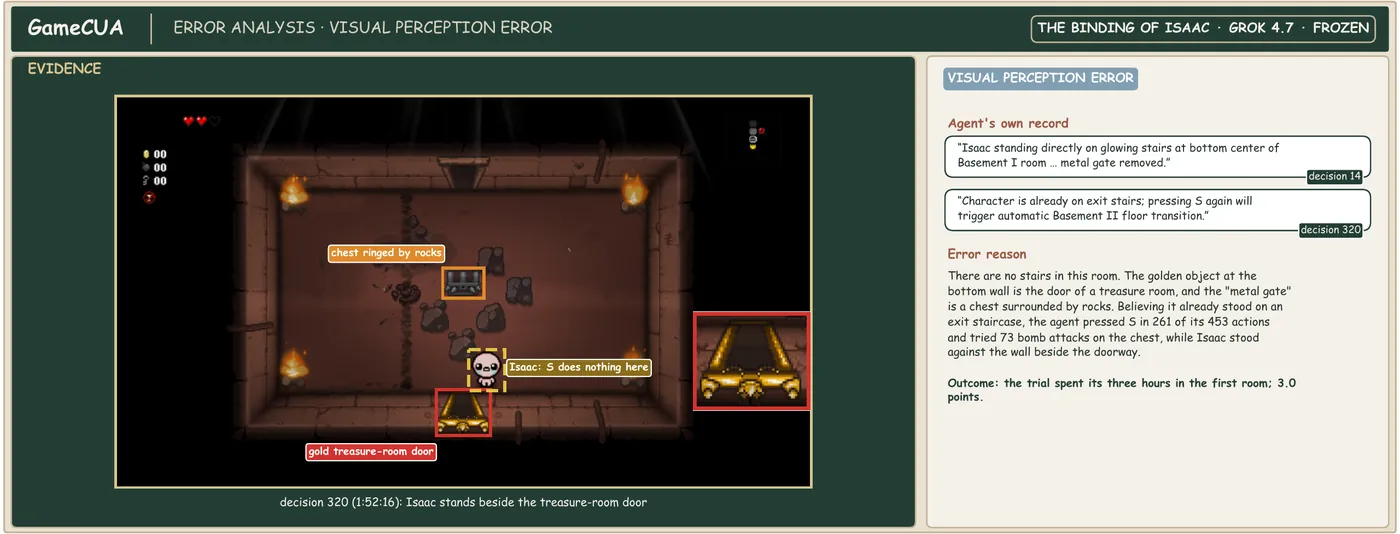 GameCUA
ERROR ANALYSIS · VISUAL PERCEPTION ERROR
THE BINDING OF ISAAC · GROK 4.7 · FROZEN
EVIDENCE
00
00
00
chest ringed by rocks
Isaac: S does nothing here
gold treasure-room door
decision 320 (1:52:16): Isaac stands beside the treasure-room door
VISUAL PERCEPTION ERROR
Agent's own record
"Isaac standing directly on glowing stairs at bottom center of
Basement I room … metal gate removed."
decision 14
"Character is already on exit stairs; pressing S again will
trigger automatic Basement II floor transition."
decision 320
Error reason
There are no stairs in this room. The golden object at the
bottom wall is the door of a treasure room, and the "metal gate"
is a chest surrounded by rocks. Believing it already stood on an
exit staircase, the agent pressed S in 261 of its 453 actions
and tried 73 bomb attacks on the chest, while Isaac stood
against the wall beside the doorway.
Outcome: the trial spent its three hours in the first room; 3.0
points.